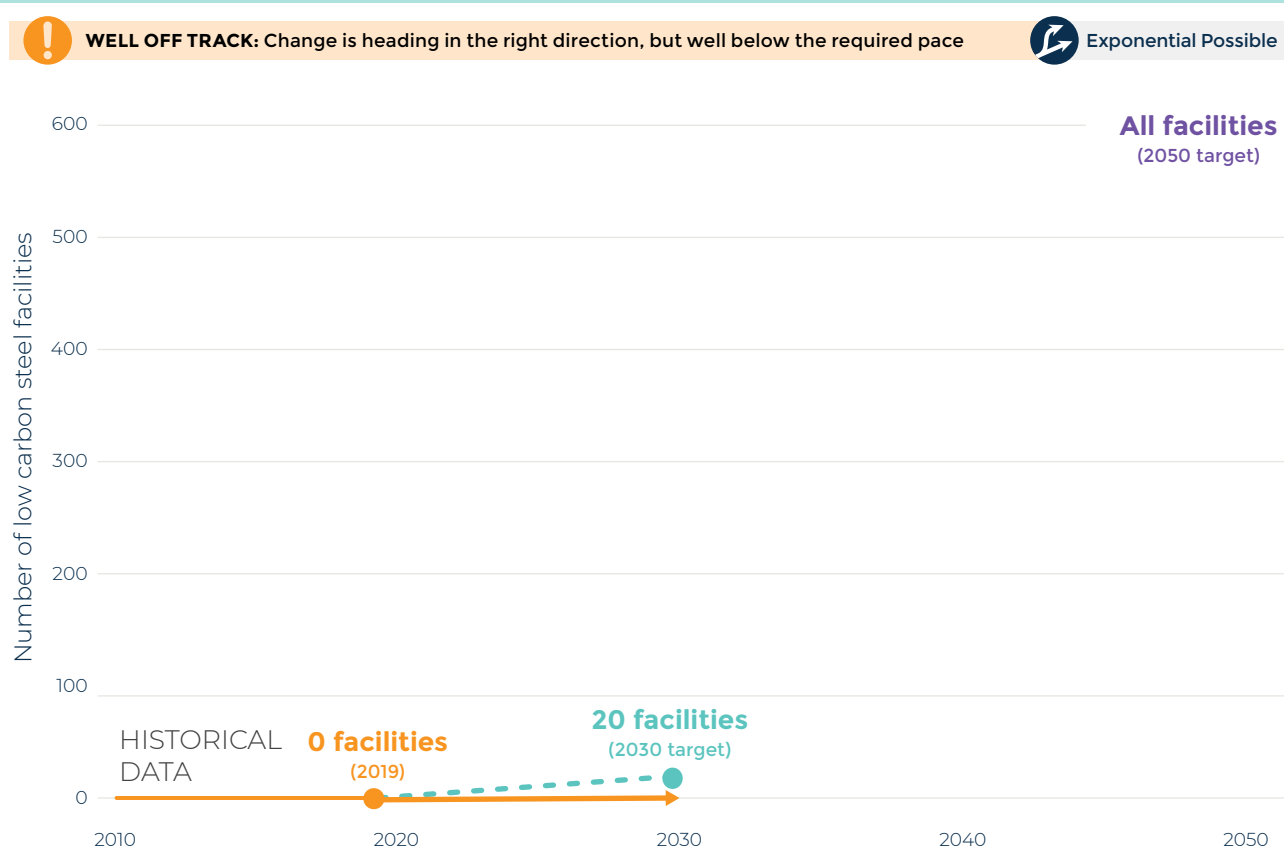 WELL OFF TRACK: Change is heading in the right direction, but well below the required pace
Exponential Possible
Number of low carbon steel facilities
600
500
400
300
200
100
0
All facilities
(2050 target)
20 facilities
(2030 target)
HISTORICAL
DATA
0 facilities
(2019)
2010
2020
2030
2040
2050